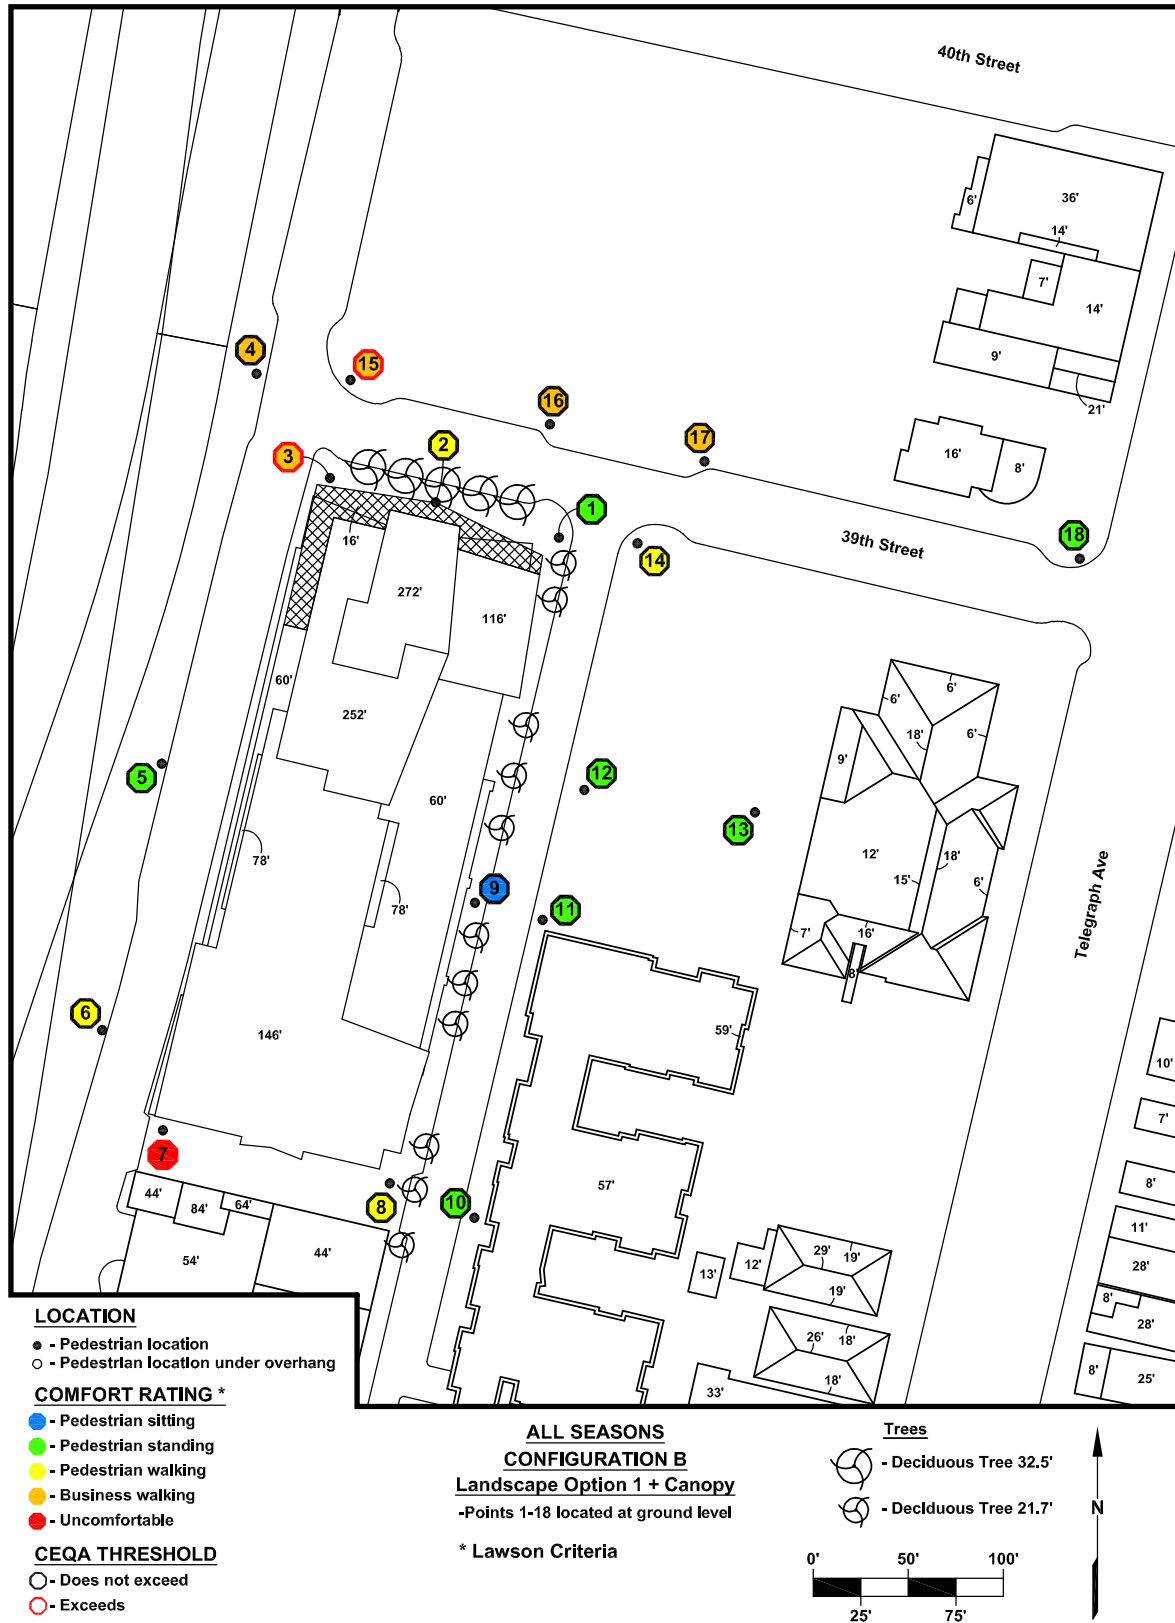 40th Street
36'
6'
14'
7'
14'
9'
21'
4
15
16
17
2
3
16'
8'
1
18
39th Street
14
16'
272'
116'
6'
6'
60'
252'
18'
6'
9'
5
12
60'
13
78'
12'
18'
15'
6'
9
78'
11
7'
16'
8'
Telegraph Ave
6
146'
59'
10'
7'
7
57'
8'
44'
84'
64'
8
10
11'
54'
44'
29'
19'
12'
13'
19'
28'
8'
28'
26'
18'
18'
33'
8'
25'
LOCATION
- Pedestrian location
- Pedestrian location under overhang
COMFORT RATING *
- Pedestrian sitting
- Pedestrian standing
- Pedestrian walking
- Business walking
- Uncomfortable
CEQA THRESHOLD
- Does not exceed
- Exceeds
ALL SEASONS
CONFIGURATION B
Landscape Option 1 + Canopy
-Points 1-18 located at ground level
* Lawson Criteria
Trees
- Deciduous Tree 32.5'
- Deciduous Tree 21.7'
N
0' 50' 100'
25' 75'